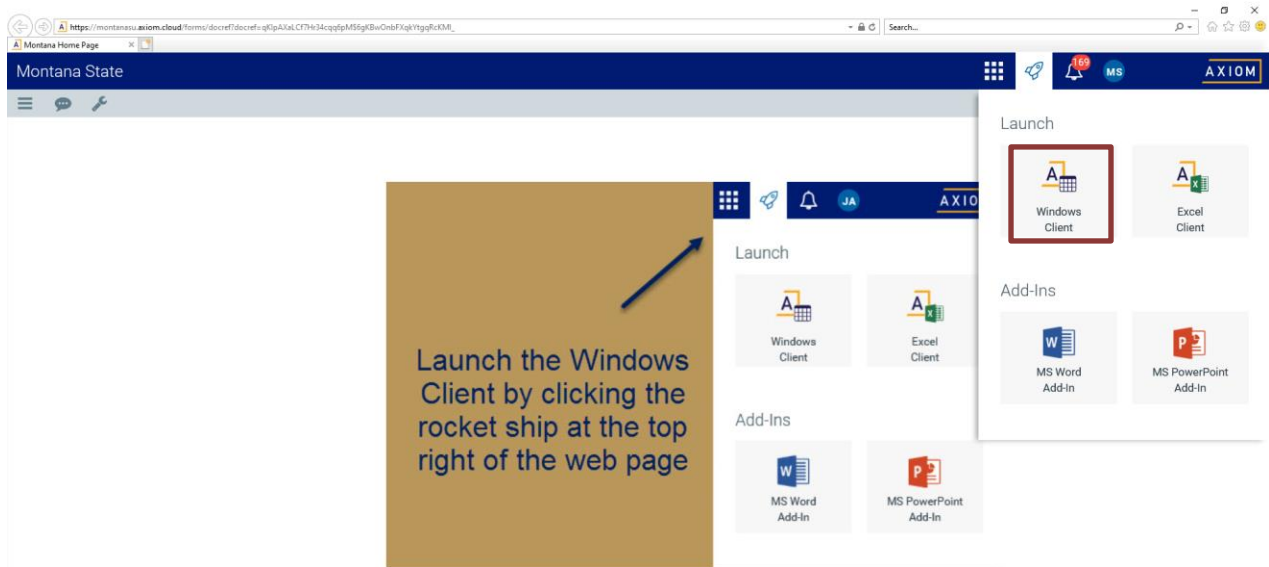 https://montanasu.axiom.cloud/forms/docref?docref=qKlpAXaLCf7Hr34cqq6pM$6gKBwOnbFXqkYtgqRcKMl_
Search...
Montana Home Page
Montana State
169
MS
AXIOM
Launch
Windows
Client
Excel
Client
Add-Ins
MS Word
Add-In
MS PowerPoint
Add-In
JA
AXIO
Launch the Windows
Client by clicking the
rocket ship at the top
right of the web page
Launch
Windows
Client
Excel
Client
Add-Ins
MS Word
Add-In
MS PowerPoint
Add-In